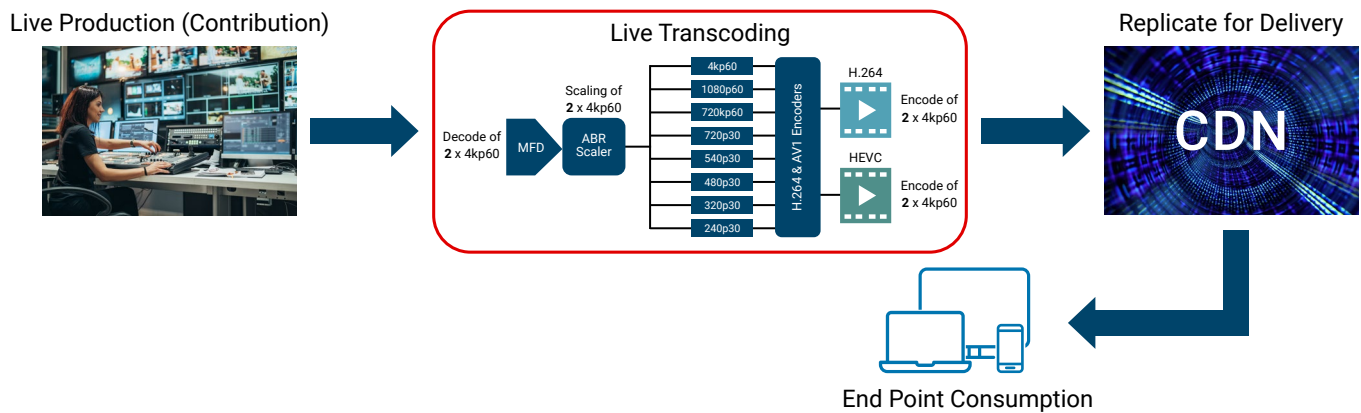 Live Production (Contribution)
Live Transcoding
Replicate for Delivery
Decode of
2 x 4kp60
MFD
Scaling of
2 x 4kp60
ABR
Scaler
4kp60
1080p60
720kp60
720p30
540p30
480p30
320p30
240p30
H.264 & AV1 Encoders
H.264
Encode of
2 x 4kp60
HEVC
Encode of
2 x 4kp60
CDN
End Point Consumption